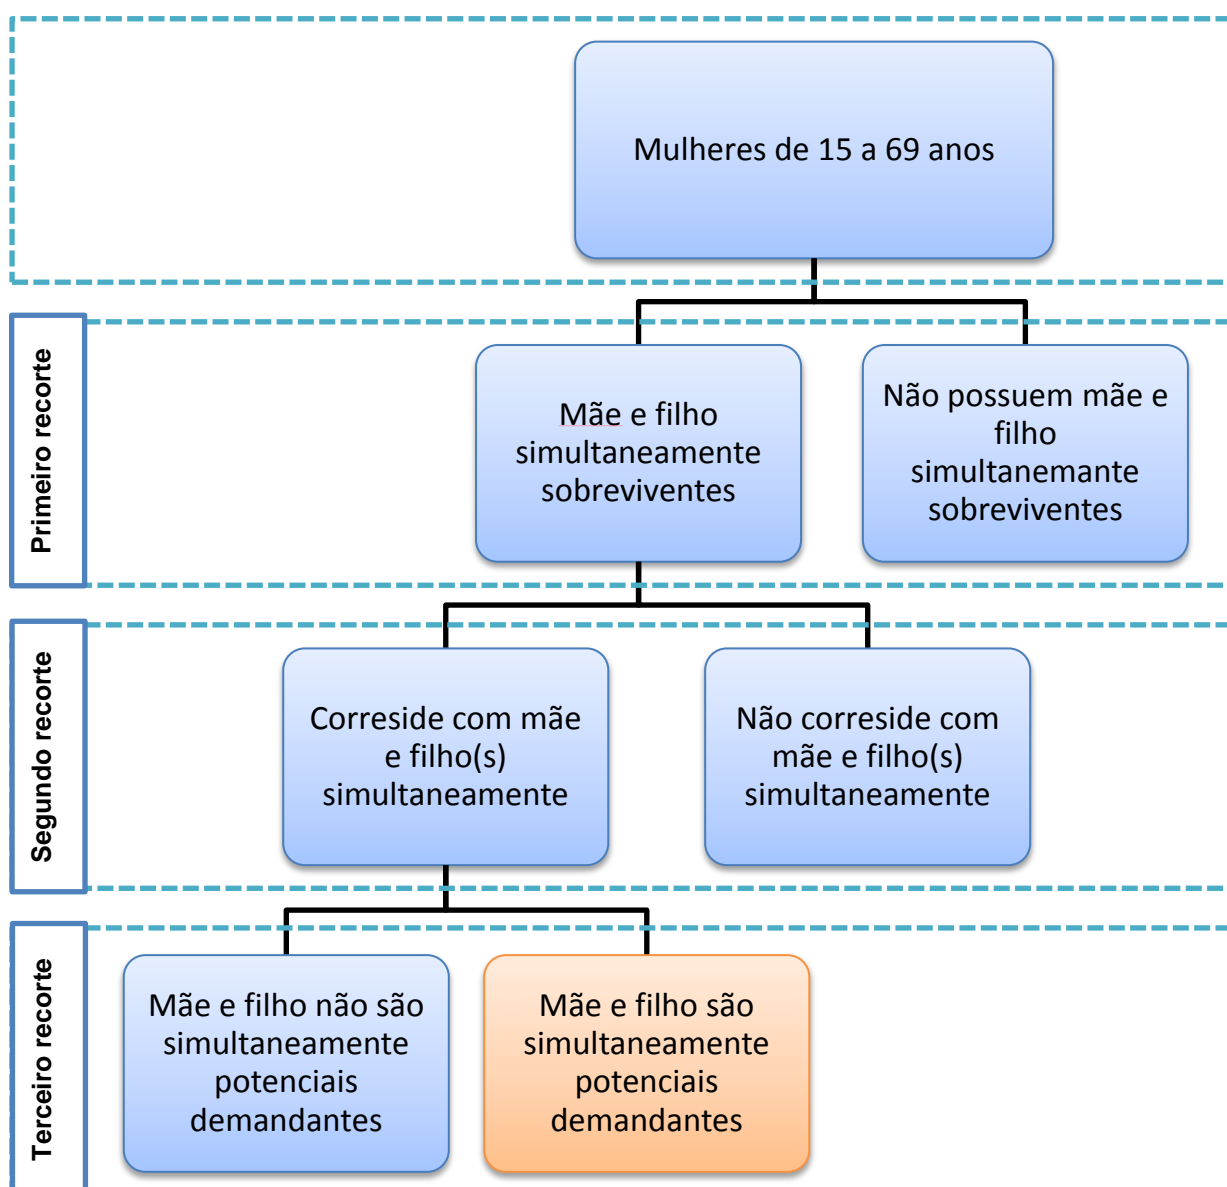 Mulheres de 15 a 69 anos
Primeiro recorte
Mãe e filho
simultaneamente
sobreviventes
Não possuem mãe e
filho
simultanemante
sobreviventes
Segundo recorte
Correside com mãe
e filho(s)
simultaneamente
Não correside com
mãe e filho(s)
simultaneamente
Terceiro recorte
Mãe e filho não são
simultaneamente
potenciais
demandantes
Mãe e filho são
simultaneamente
potenciais
demandantes